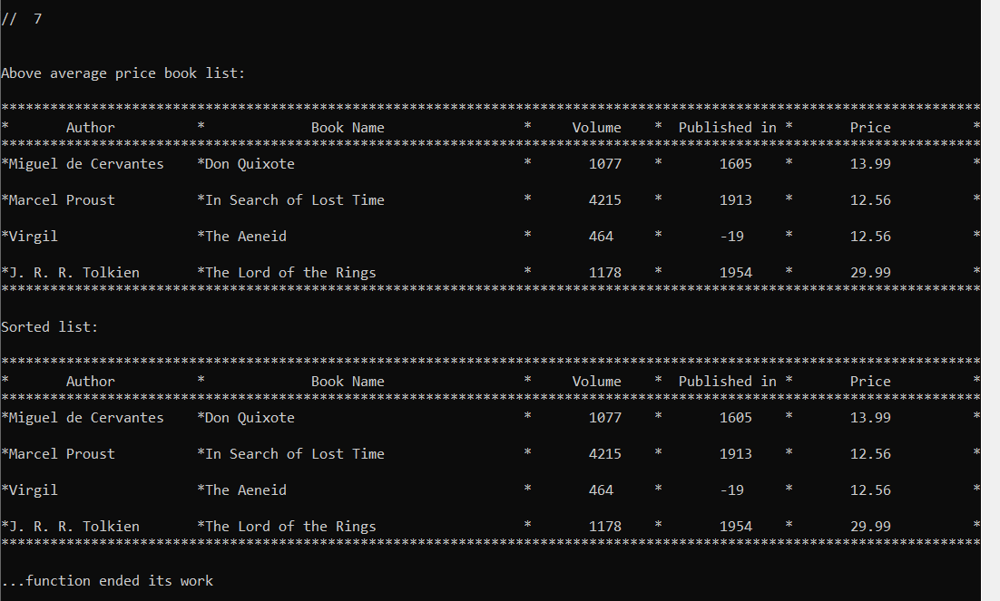 //  7
Above average price book list:
************************************************************************************************************************
*       Author          *             Book Name                 *     Volume    *  Published in *       Price          *
************************************************************************************************************************
*Miguel de Cervantes    *Don Quixote                            *       1077    *       1605    *       13.99          *
*Marcel Proust          *In Search of Lost Time                 *       4215    *       1913    *       12.56          *
*Virgil                 *The Aeneid                             *       464     *       -19     *       12.56          *
*J. R. R. Tolkien       *The Lord of the Rings                  *       1178    *       1954    *       29.99          *
************************************************************************************************************************
Sorted list:
************************************************************************************************************************
*       Author          *             Book Name                 *     Volume    *  Published in *       Price          *
************************************************************************************************************************
*Miguel de Cervantes    *Don Quixote                            *       1077    *       1605    *       13.99          *
*Marcel Proust          *In Search of Lost Time                 *       4215    *       1913    *       12.56          *
*Virgil                 *The Aeneid                             *       464     *       -19     *       12.56          *
*J. R. R. Tolkien       *The Lord of the Rings                  *       1178    *       1954    *       29.99          *
************************************************************************************************************************
...function ended its work